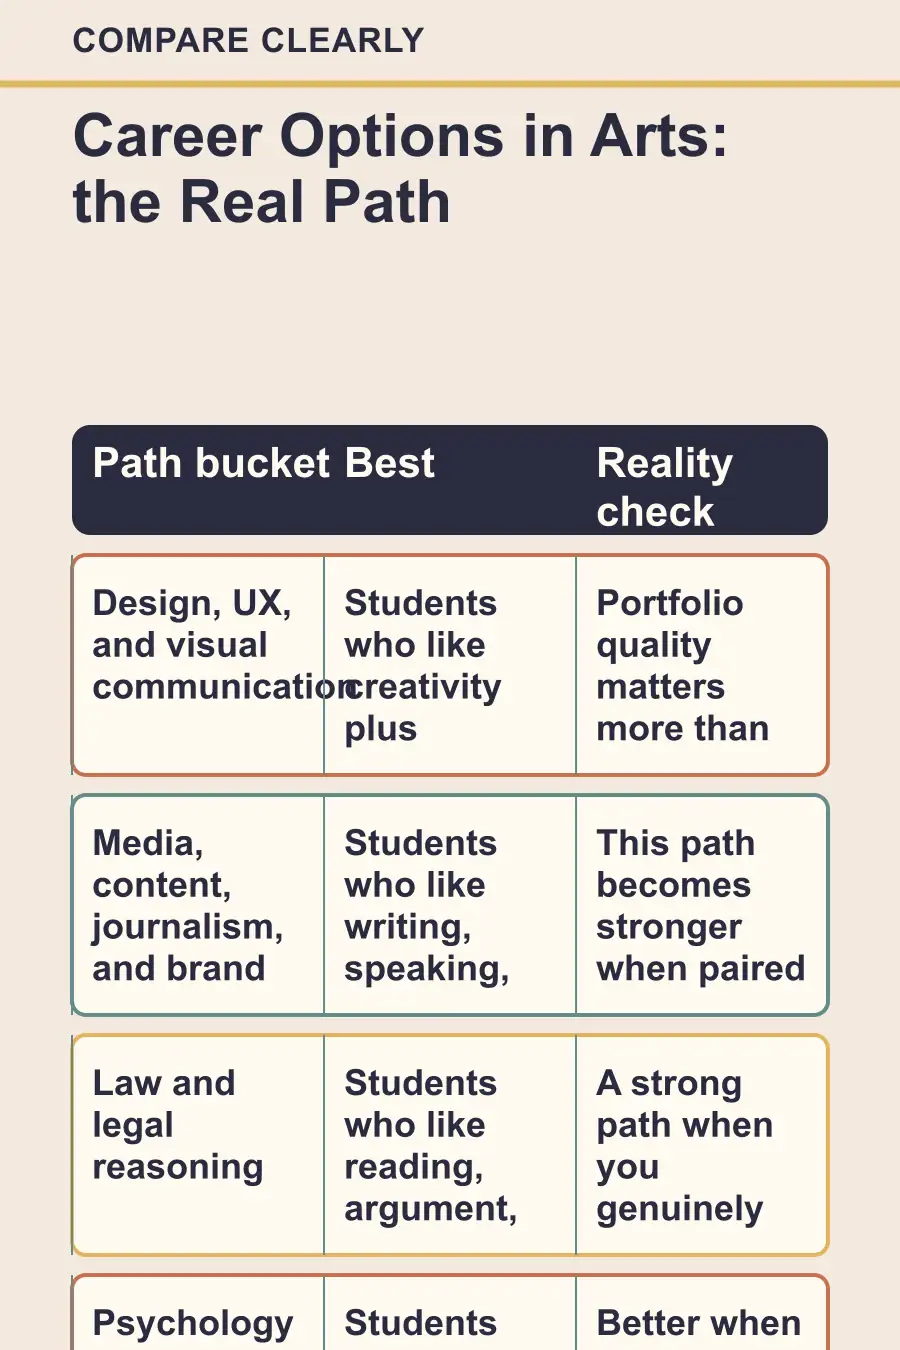 COMPARE CLEARLY
Career Options in Arts:
the Real Path
Path bucket
Best
Reality
check
Design, UX,
and visual
communication
Students
who like
creativity
plus
Portfolio
quality
matters
more than
Media,
content,
journalism,
and brand
Students
who like
writing,
speaking,
This path
becomes
stronger
when paired
Law and
legal
reasoning
Students
who like
reading,
argument,
A strong
path when
you
genuinely
Psychology
Students
Better when